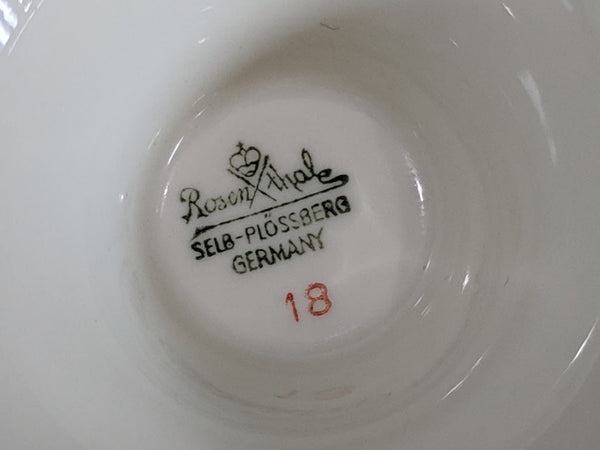 Rosenthal
SELB-PLÖSSBERG
GERMANY
18